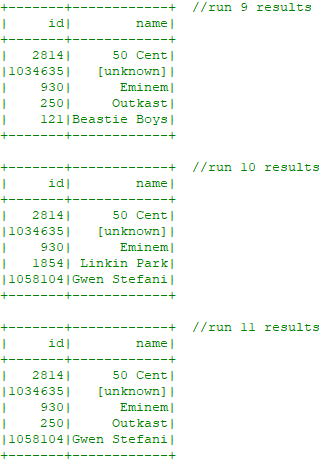 +-------+------------+  //run 9 results
|     id|        name|
+-------+------------+
|   2814|     50 Cent|
|1034635|   [unknown]|
|    930|      Eminem|
|    250|     Outkast|
|    121|Beastie Boys|
+-------+------------+
+-------+------------+  //run 10 results
|     id|        name|
+-------+------------+
|   2814|     50 Cent|
|1034635|   [unknown]|
|    930|      Eminem|
|   1854| Linkin Park|
|1058104|Gwen Stefani|
+-------+------------+
+-------+------------+  //run 11 results
|     id|        name|
+-------+------------+
|   2814|     50 Cent|
|1034635|   [unknown]|
|    930|      Eminem|
|    250|     Outkast|
|1058104|Gwen Stefani|
+-------+------------+